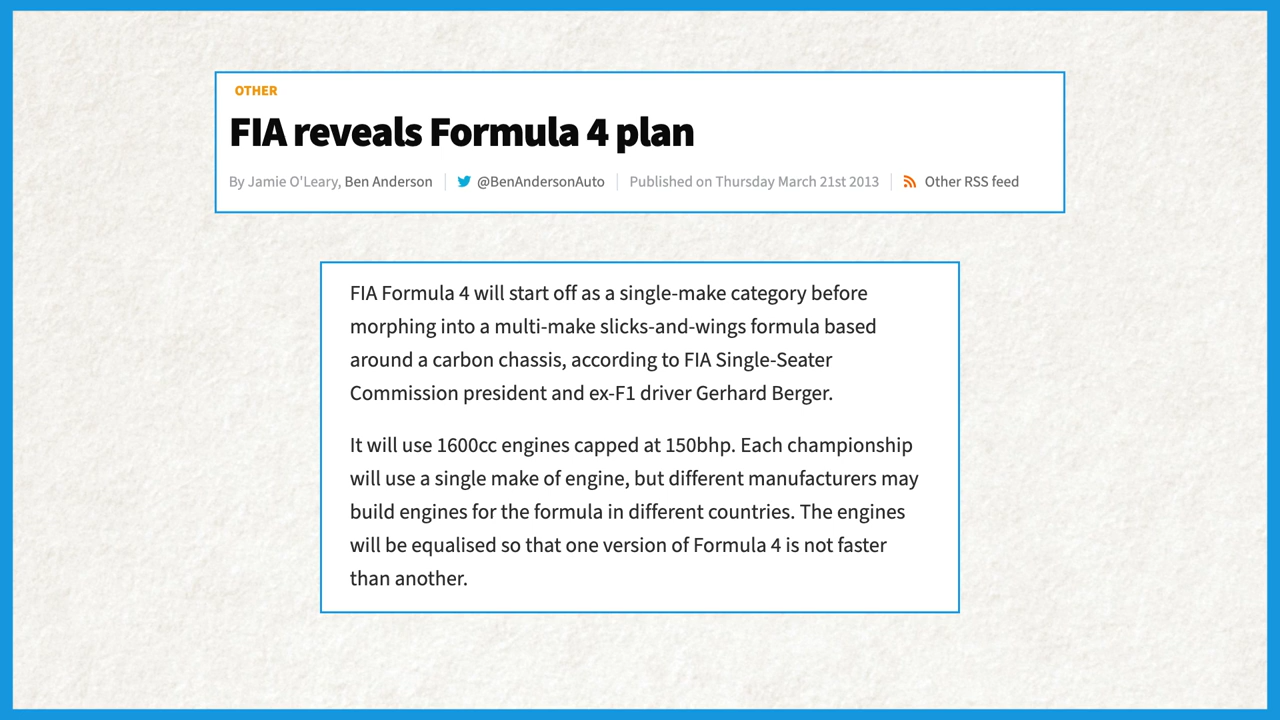 OTHER
FIA reveals Formula 4 plan
By Jamie O'Leary, Ben Anderson @BenAndersonAuto Published on Thursday March 21st 2013 Other RSS feed
FIA Formula 4 will start off as a single-make category before
morphing into a multi-make slicks-and-wings formula based
around a carbon chassis, according to FIA Single-Seater
Commission president and ex-F1 driver Gerhard Berger.
It will use 1600cc engines capped at 150bhp. Each championship
will use a single make of engine, but different manufacturers may
build engines for the formula in different countries. The engines
will be equalised so that one version of Formula 4 is not faster
than another.